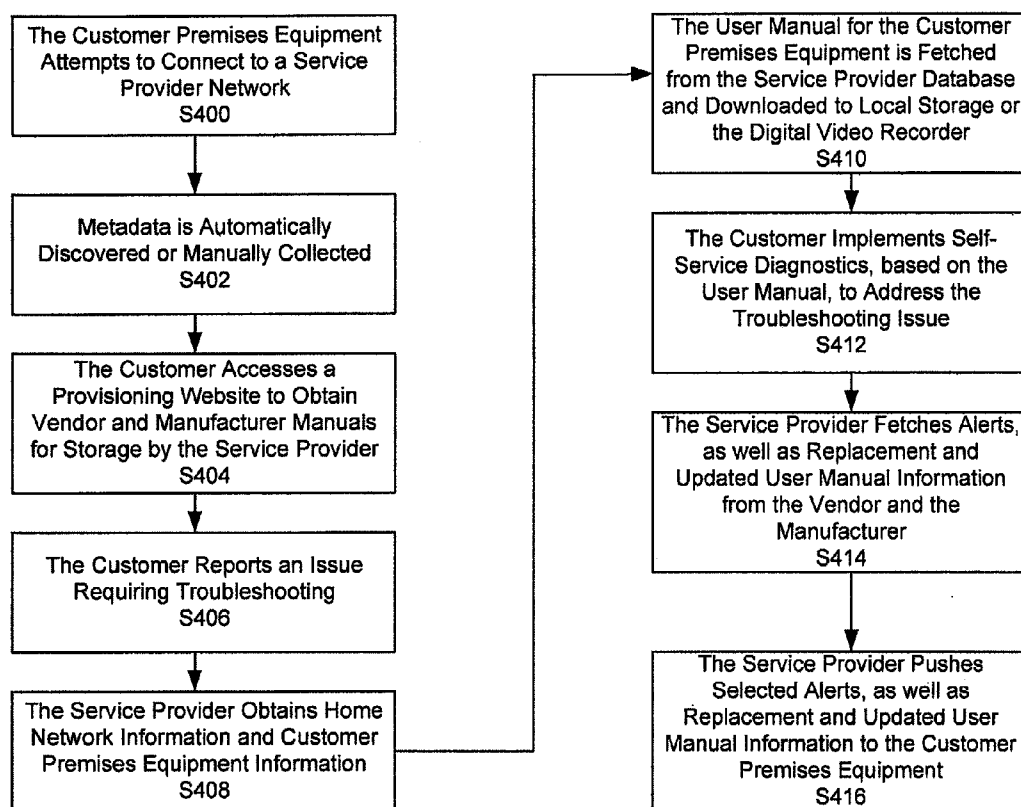 The Customer Premises Equipment
Attempts to Connect to a Service
Provider Network
S400
Metadata is Automatically
Discovered or Manually Collected
S402
The Customer Accesses a
Provisioning Website to Obtain
Vendor and Manufacturer Manuals
for Storage by the Service Provider
S404
The Customer Reports an Issue
Requiring Troubleshooting
S406
The Service Provider Obtains Home
Network Information and Customer
Premises Equipment Information
S408
The User Manual for the Customer
Premises Equipment is Fetched
from the Service Provider Database
and Downloaded to Local Storage or
the Digital Video Recorder
S410
The Customer Implements Self-
Service Diagnostics, based on the
User Manual, to Address the
Troubleshooting Issue
S412
The Service Provider Fetches Alerts,
as well as Replacement and
Updated User Manual Information
from the Vendor and the
Manufacturer
S414
The Service Provider Pushes
Selected Alerts, as well as
Replacement and Updated User
Manual Information to the Customer
Premises Equipment
S416